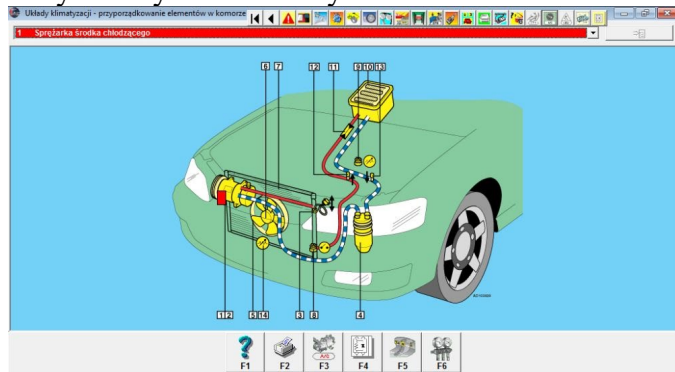 Układy klimatyzacji - przyporządkowanie elementów w komorze
1 Sprężarka środka chłodzącego
6 7 12 11 9 10 13
1 2 5 14 3 8 4
A/C
F1 F2 F3 F4 F5 F6